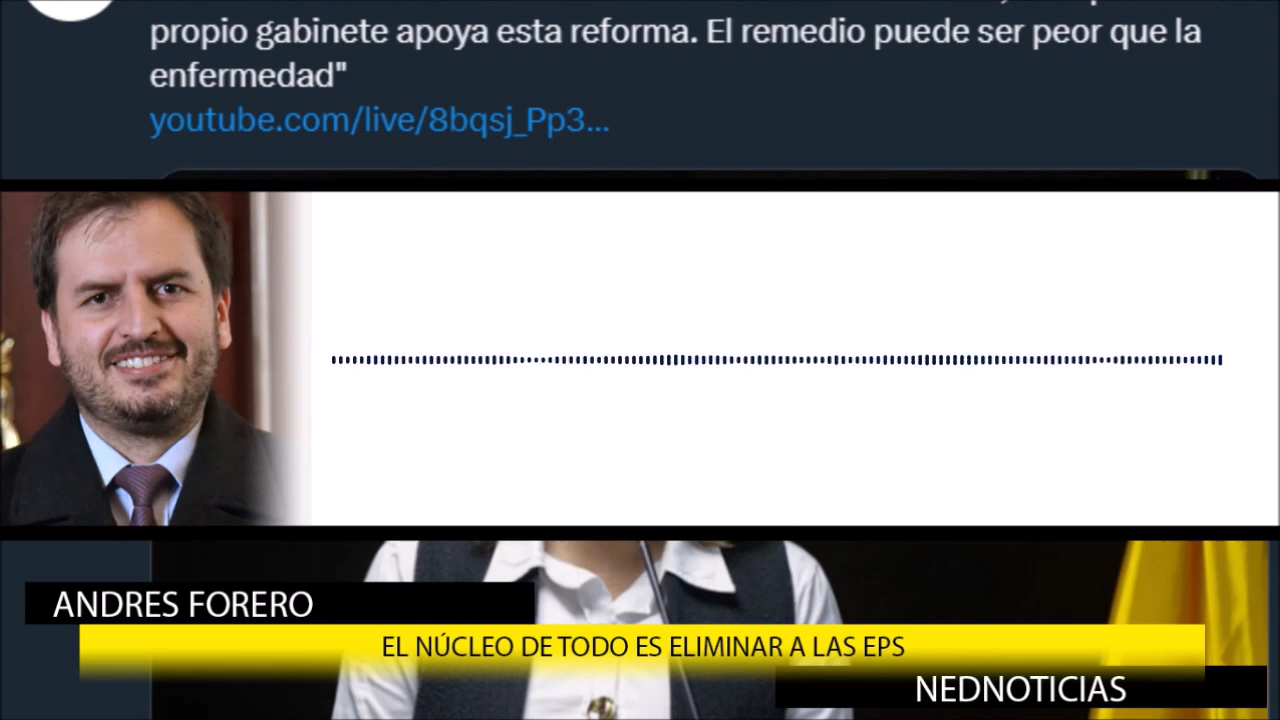 propio gabinete apoya esta reforma. El remedio puede ser peor que la
enfermedad"
youtube.com/live/8bqsj_Pp3...
ANDRES FORERO
EL NÚCLEO DE TODO ES ELIMINAR A LAS EPS
NEDNOTICIAS